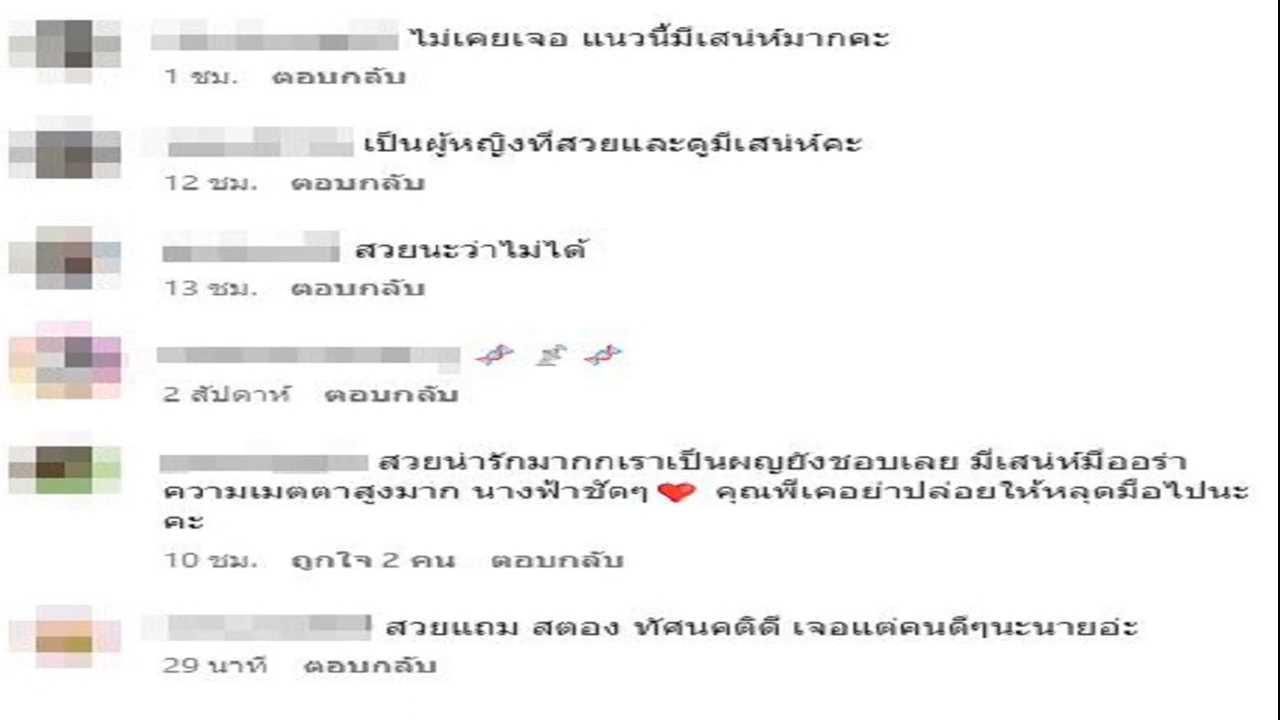 ไม่เคยเจอ แนวนี้มีเสน่ห์มากคะ
1 ชม. ตอบกลับ
เป็นผู้หญิงที่สวยและดูมีเสน่ห์คะ
12 ชม. ตอบกลับ
สวยนะว่าไม่ได้
13 ชม. ตอบกลับ
🧬 📡 🧬
2 สัปดาห์ ตอบกลับ
สวยน่ารักมากกเราเป็นผญยังชอบเลย มีเสน่ห์มีออร่า
ความเมตตาสูงมาก นางฟ้าชัดๆ ❤️ คุณพี่เคอย่าปล่อยให้หลุดมือไปนะ
คะ
10 ชม. ถูกใจ 2 คน ตอบกลับ
สวยแถม สตอง ทัศนคติดี เจอแต่คนดีๆนะนายอ่ะ
29 นาที ตอบกลับ